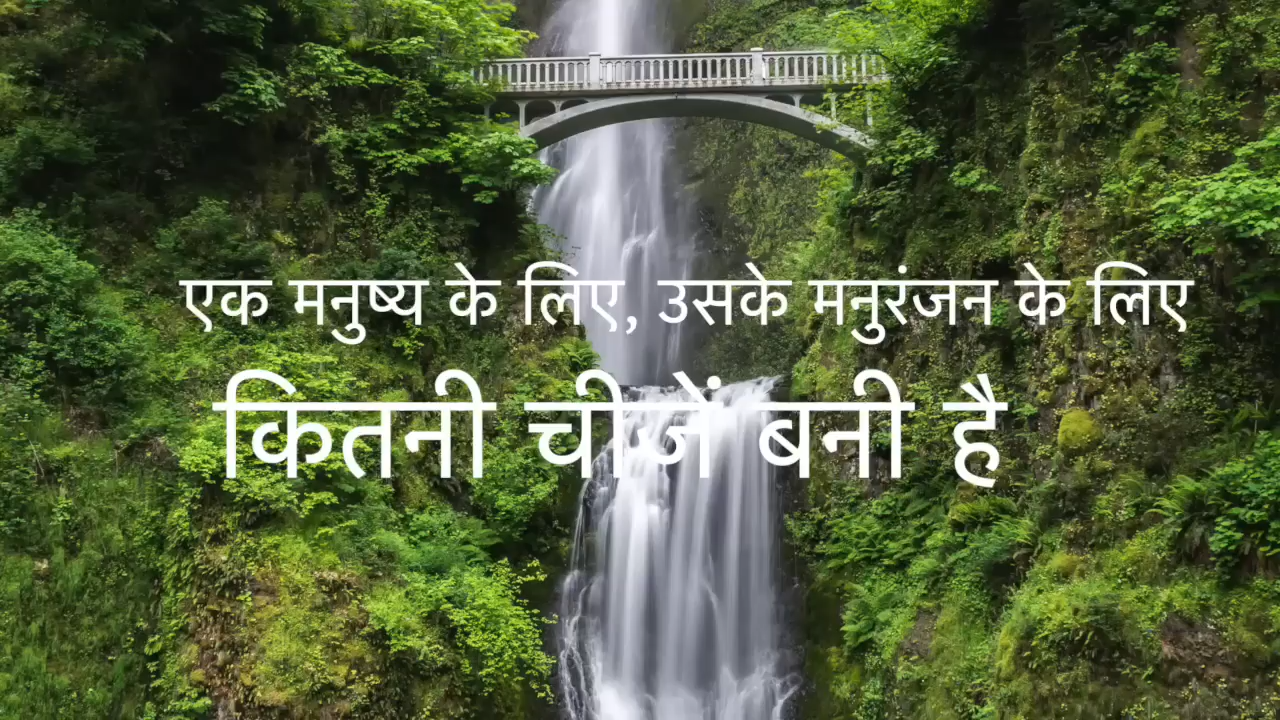 एक मनुष्य के लिए, उसके मनुरंजन के लिए
कितनी चीजें बनी है